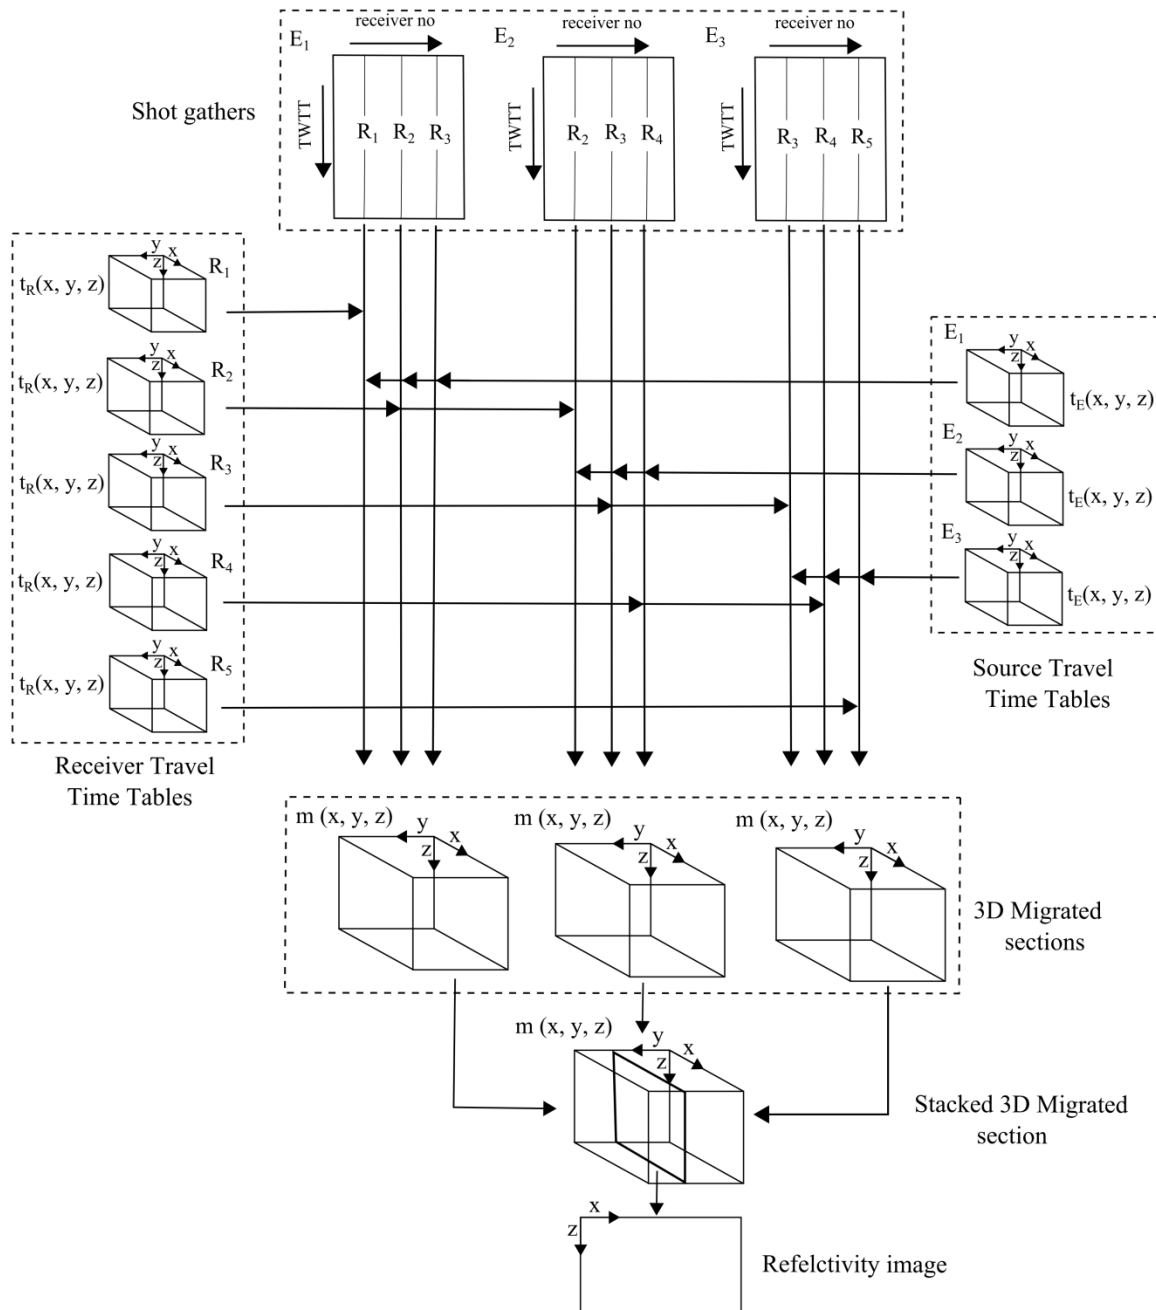 E1 receiver no E2 receiver no E3 receiver no
Shot gathers
TWTT R1 R2 R3 TWTT R2 R3 R4 TWTT R3 R4 R5
y x z R1
tR(x, y, z)
y x z R2
tR(x, y, z)
y x z R3
tR(x, y, z)
y x z R4
tR(x, y, z)
y x z R5
tR(x, y, z)
Receiver Travel
Time Tables
E1 y x z
tE(x, y, z)
E2 y x z
tE(x, y, z)
E3 y x z
tE(x, y, z)
Source Travel
Time Tables
m (x, y, z) y x z
m (x, y, z) y x z
m (x, y, z) y x z
3D Migrated
sections
m (x, y, z) y x z
Stacked 3D Migrated
section
x
z
Refelctivity image